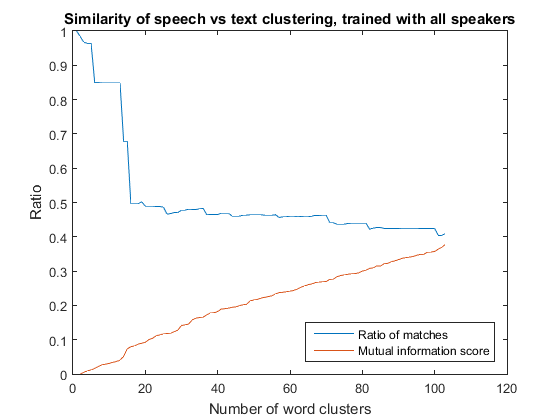 Similarity of speech vs text clustering, trained with all speakers
1
0.9
0.8
0.7
0.6
0.5
0.4
0.3
0.2
0.1
0
Ratio
0 20 40 60 80 100 120
Number of word clusters
Ratio of matches
Mutual information score